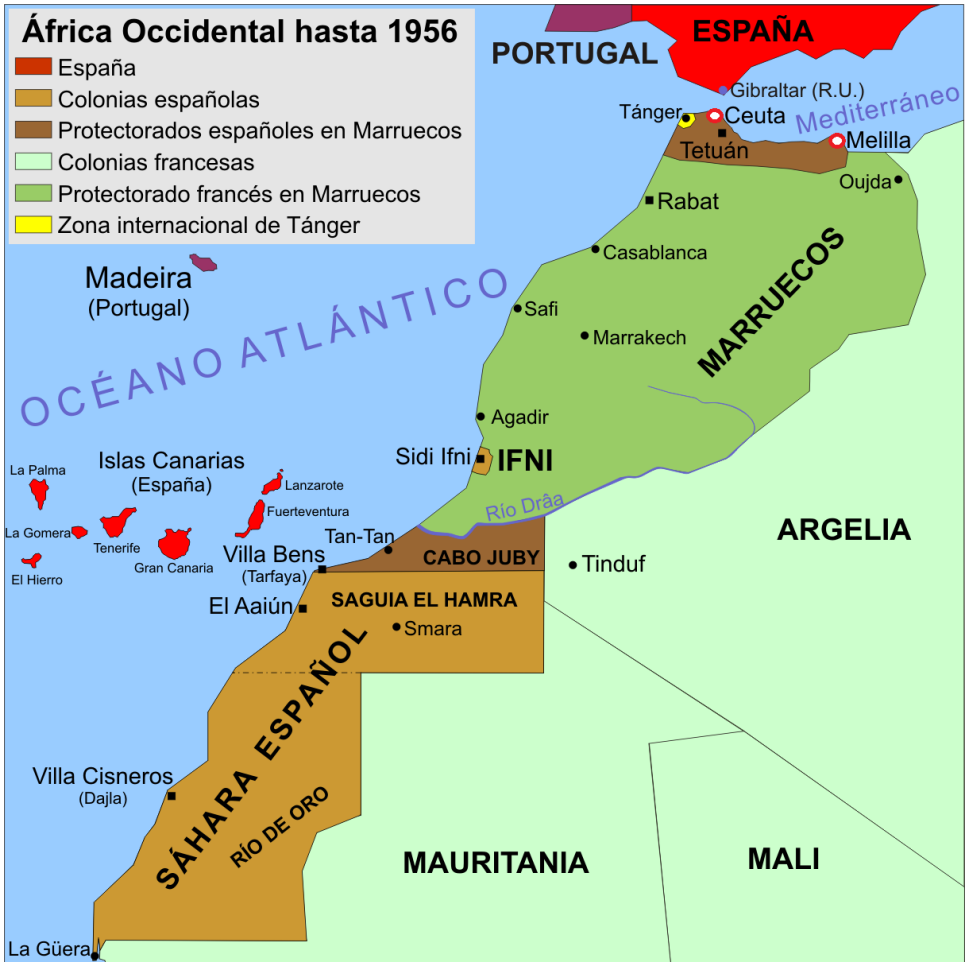 África Occidental hasta 1956
España
Colonias españolas
Protectorados españoles en Marruecos
Colonias francesas
Protectorado francés en Marruecos
Zona internacional de Tánger
PORTUGAL
ESPAÑA
Gibraltar (R.U.)
Mediterráneo
Tánger
Ceuta
Tetuán
Melilla
Oujda
Rabat
Casablanca
Madeira
(Portugal)
OCÉANO ATLÁNTICO
Safi
Marrakech
MARRUECOS
Agadir
Sidi Ifni
IFNI
Islas Canarias
(España)
La Palma
Lanzarote
Fuerteventura
La Gomera
Tenerife
Gran Canaria
El Hierro
Río Drâa
Tan-Tan
CABO JUBY
Villa Bens
(Tarfaya)
Tinduf
ARGELIA
El Aaiún
SAGUIA EL HAMRA
Smara
SÁHARA ESPAÑOL
Villa Cisneros
(Dajla)
RÍO DE ORO
MAURITANIA
MALI
La Güera